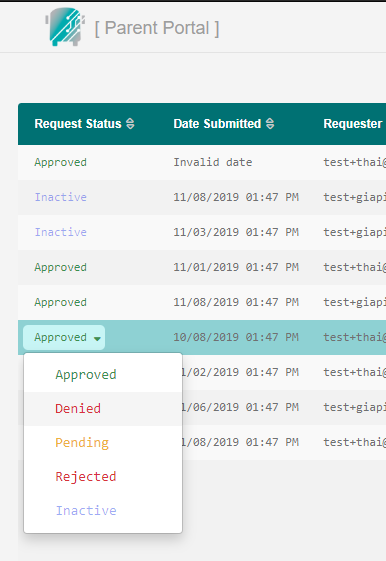 [ Parent Portal ]
Request Status Date Submitted Requester
Approved Invalid date test+thai@
Inactive 11/08/2019 01:47 PM test+giapi
Inactive 11/03/2019 01:47 PM test+giapi
Approved 11/01/2019 01:47 PM test+thai@
Approved 11/08/2019 01:47 PM test+giapi
Approved 10/08/2019 01:47 PM test+thai@
Approved 1/02/2019 01:47 PM test+thai@
Denied 1/06/2019 01:47 PM test+giapi
Pending 1/08/2019 01:47 PM test+thai@
Rejected
Inactive